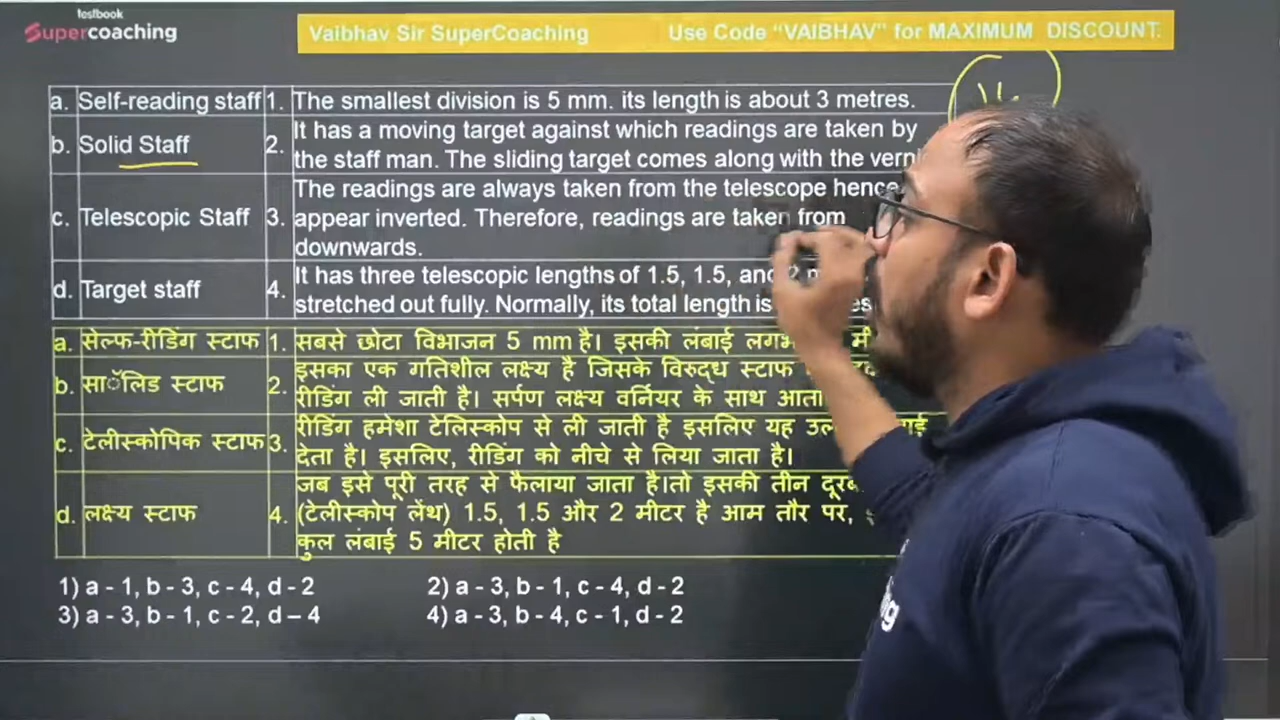 testbook
Supercoaching
Vaibhav Sir SuperCoaching Use Code "VAIBHAV" for MAXIMUM DISCOUNT.
a. Self-reading staff 1. The smallest division is 5 mm. its length is about 3 metres.
b. Solid Staff 2. It has a moving target against which readings are taken by
the staff man. The sliding target comes along with the
c. Telescopic Staff 3. The readings are always taken from the telescope hence
appear inverted. Therefore, readings are taken from
downwards.
d. Target staff 4. It has three telescopic lengths of 1.5, 1.5, and 2
stretched out fully. Normally, its total length is
a. सेल्फ-रीडिंग स्टाफ 1. सबसे छोटा विभाजन 5 mm है। इसकी लंबाई
b. साॅलिड स्टाफ 2. इसका एक गतिशील लक्ष्य है जिसके विरुद्ध स्टाफ
रीडिंग ली जाती है। सर्पण लक्ष्य वर्नियर के साथ आता
c. टेलीस्कोपिक स्टाफ 3. रीडिंग हमेशा टेलिस्कोप से ली जाती है इसलिए यह
देता है। इसलिए, रीडिंग को नीचे से लिया जाता है।
d. लक्ष्य स्टाफ 4. जब इसे पूरी तरह से फैलाया जाता है।तो इसकी तीन
(टेलीस्कोप लेंथ) 1.5, 1.5 और 2 मीटर है आम तौर पर,
कुल लंबाई 5 मीटर होती है
1) a - 1, b - 3, c - 4, d - 2 2) a - 3, b - 1, c - 4, d - 2
3) a - 3, b - 1, c - 2, d – 4 4) a - 3, b - 4, c - 1, d - 2